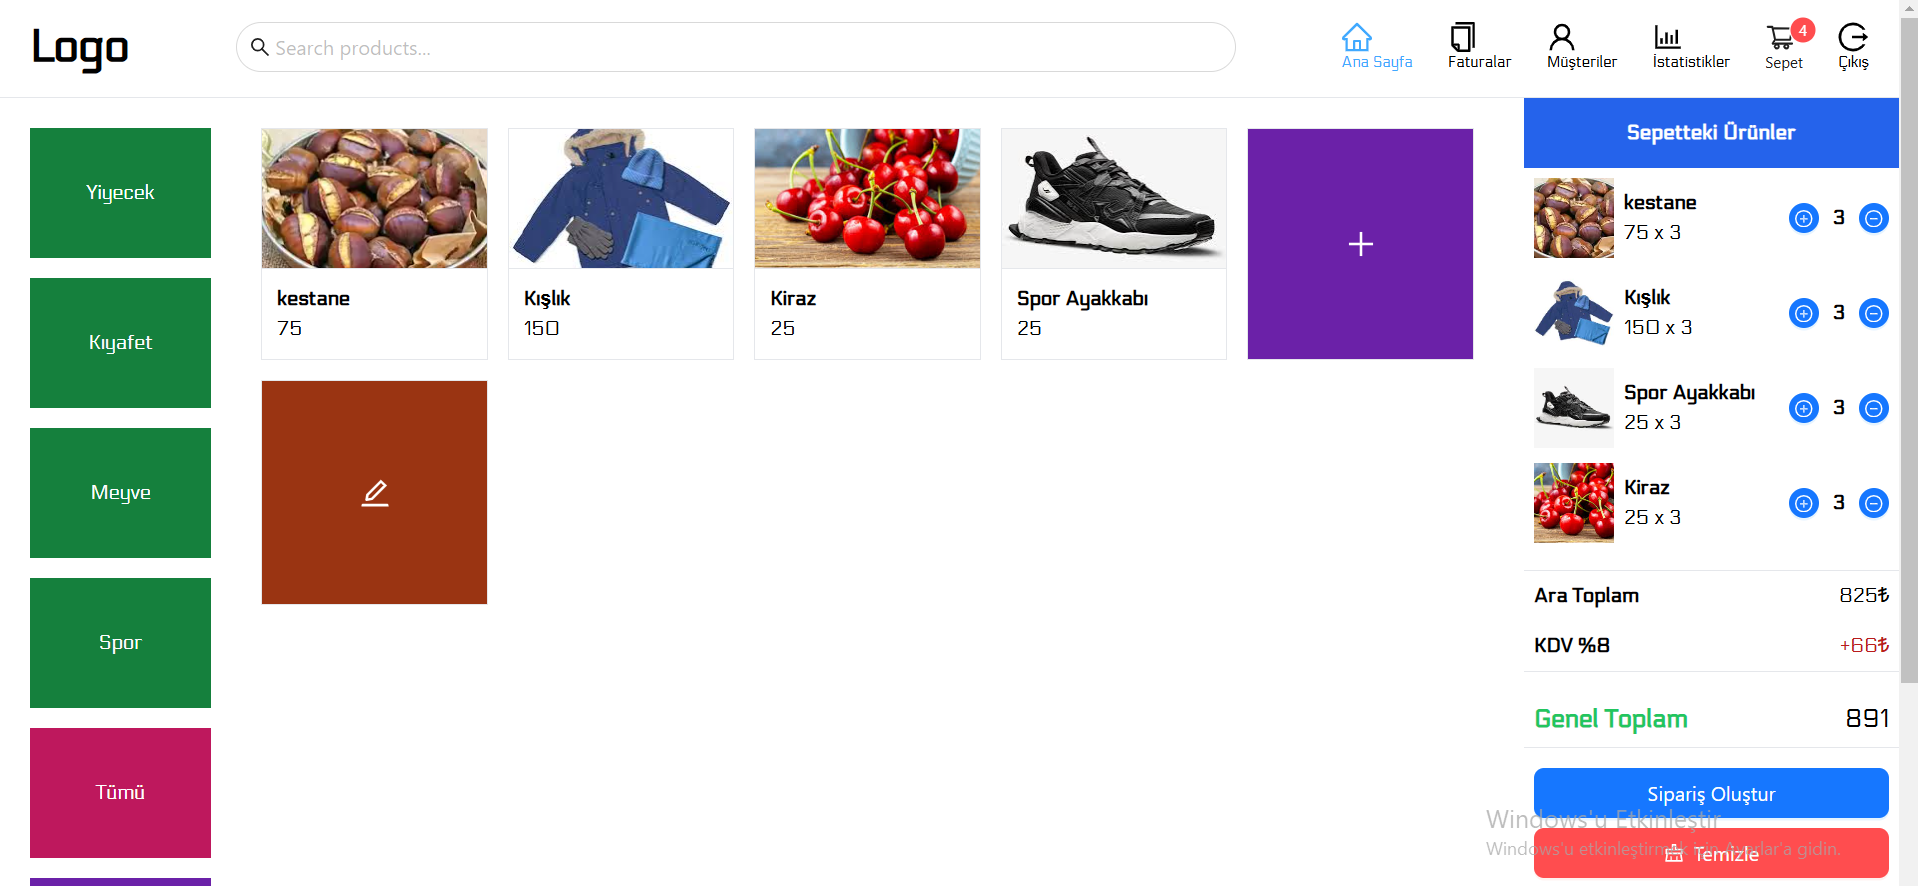 Logo
Search products...
Ana Sayfa
Faturalar
Müşteriler
İstatistikler
4
Sepet
Çıkış
Yiyecek
Kıyafet
Meyve
Spor
Tümü
kestane
75
Kışlık
150
Kiraz
25
Spor Ayakkabı
25
Sepetteki Ürünler
kestane
75 x 3
3
Kışlık
150 x 3
3
Spor Ayakkabı
25 x 3
3
Kiraz
25 x 3
3
Ara Toplam 825₺
KDV %8 +66₺
Genel Toplam 891
Sipariş Oluştur
Temizle
Windows'u Etkinleştir
Windows'u etkinleştirmek için Ayarlar'a gidin.